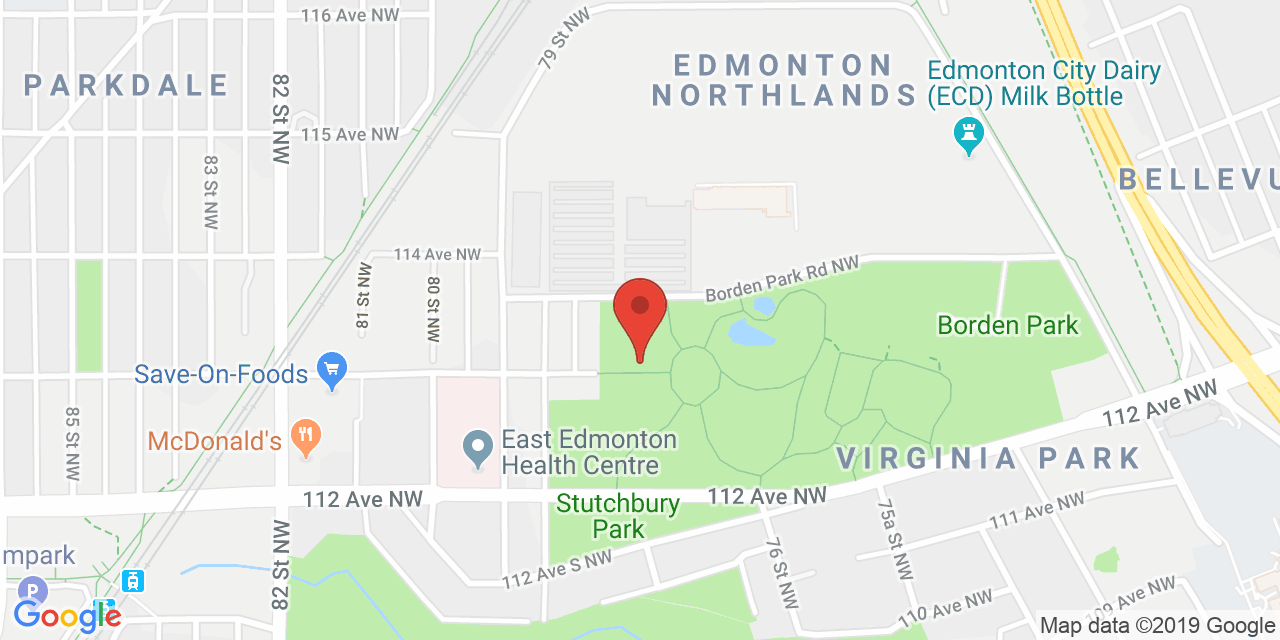 116 Ave NW
79 St NW
EDMONTON
NORTHLANDS
Edmonton City Dairy
(ECD) Milk Bottle
PARKDALE
82 St NW
115 Ave NW
83 St NW
BELLEVU
114 Ave NW
Borden Park Rd NW
81 St NW
80 St NW
Borden Park
Save-On-Foods
112 Ave NW
85 St NW
McDonald's
East Edmonton
Health Centre
VIRGINIA PARK
112 Ave NW
112 Ave NW
Stutchbury
Park
75a St NW
111 Ave NW
76 St NW
82 St NW
112 Ave S NW
mpark
P
110 Ave NW
109 Ave NW
Google
Map data ©2019 Google